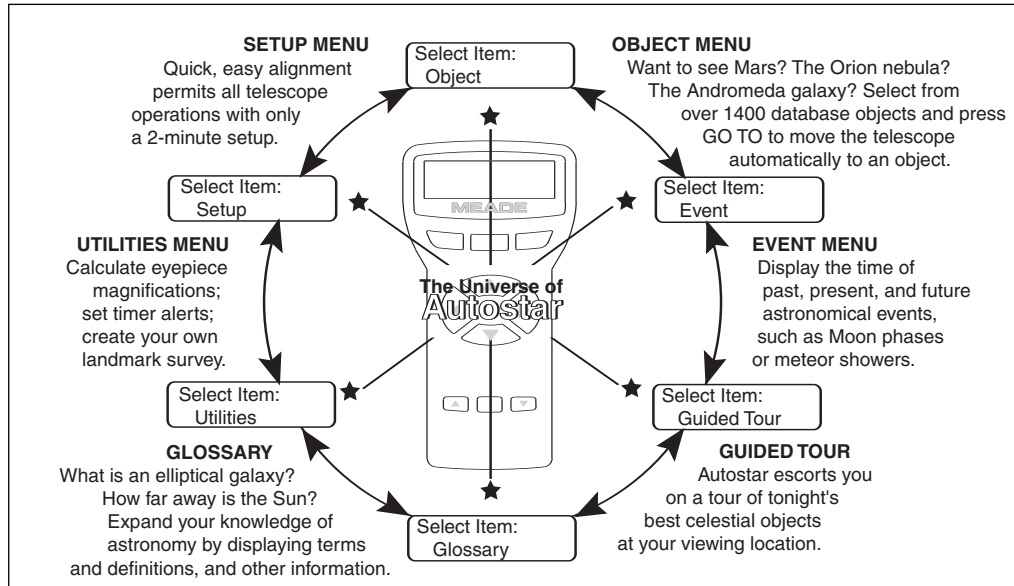 SETUP MENU
Quick, easy alignment
permits all telescope
operations with only
a 2-minute setup.
Select Item:
Object
OBJECT MENU
Want to see Mars? The Orion nebula?
The Andromeda galaxy? Select from
over 1400 database objects and press
GO TO to move the telescope
automatically to an object.
Select Item:
Setup
MEADE
Select Item:
Event
UTILITIES MENU
Calculate eyepiece
magnifications;
set timer alerts;
create your own
landmark survey.
The Universe of
Autostar
EVENT MENU
Display the time of
past, present, and future
astronomical events,
such as Moon phases
or meteor showers.
Select Item:
Utilities
Select Item:
Guided Tour
GLOSSARY
What is an elliptical galaxy?
How far away is the Sun?
Expand your knowledge of
astronomy by displaying terms
and definitions, and other information.
Select Item:
Glossary
GUIDED TOUR
Autostar escorts you
on a tour of tonight's
best celestial objects
at your viewing location.